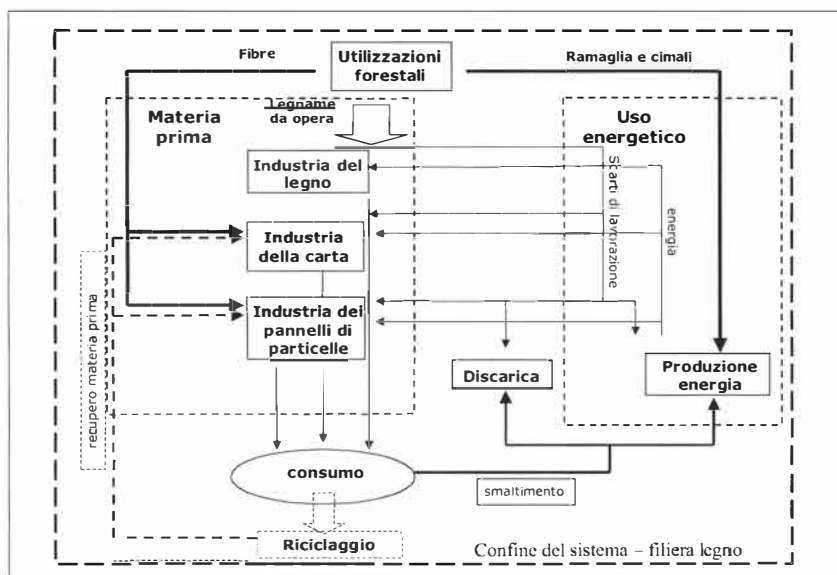 Fibre
Utilizzazioni
forestali
Ramaglia e cimali
Materia
prima
Legname
da opera
Uso
energetico
Industria del
legno
Scarti di lavorazione
energia
Industria
della carta
Industria dei
pannelli di
particelle
recupero materia prima
Discarica
Produzione
energia
consumo
smaltimento
Riciclaggio
Confine del sistema – filiera legno